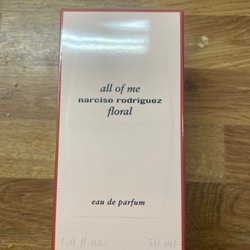 all of me
narciso rodriguez
floral
eau de parfum
1.6 fl.oz. 50 ml